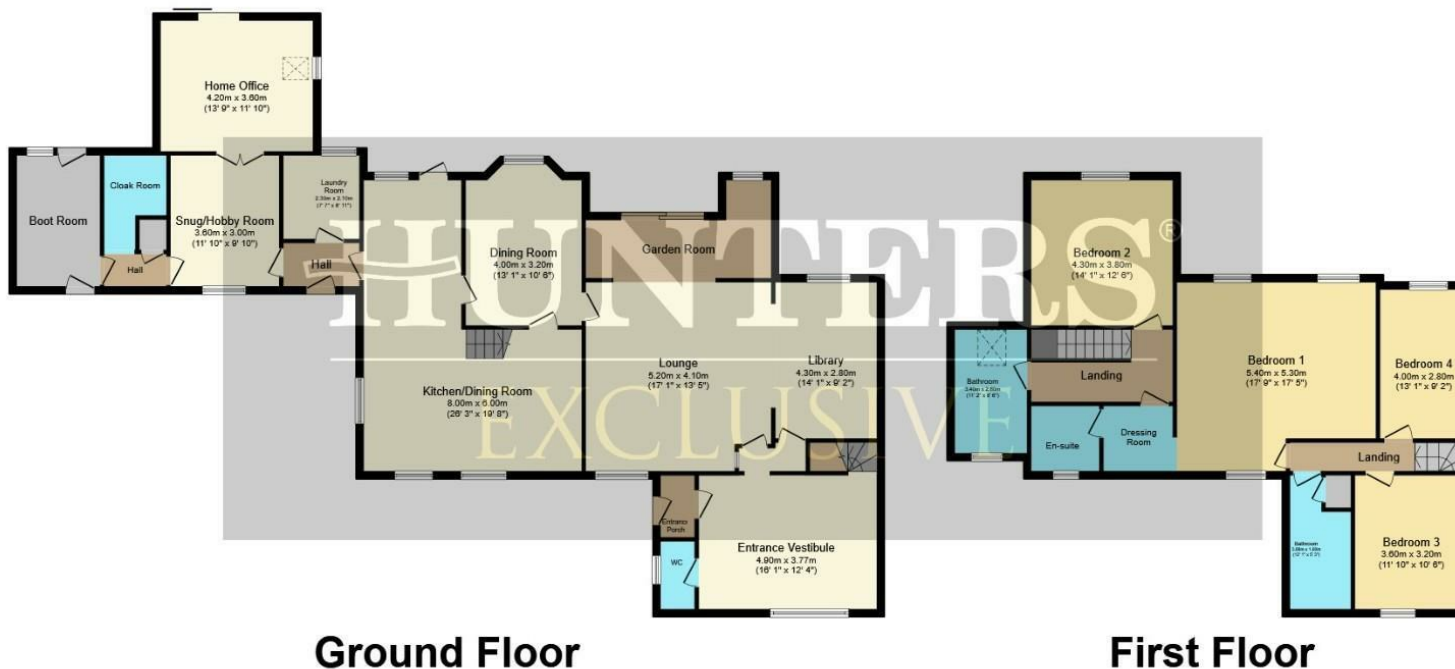 Home Office
4.20m x 3.60m
(13' 9" x 11' 10")
Boot Room
Cloak Room
Hall
Snug/Hobby Room
3.60m x 3.00m
(11' 10" x 9' 10")
Laundry
Room
Hall
Dining Room
4.00m x 3.20m
(13' 1" x 10' 6")
Garden Room
Kitchen/Dining Room
8.00m x 6.00m
(26' 3" x 19' 8")
Lounge
5.20m x 4.10m
(17' 1" x 13' 5")
Library
4.30m x 2.80m
(14' 1" x 9' 2")
Entrance
Porch
WC
Entrance Vestibule
4.90m x 3.77m
(16' 1" x 12' 4")
Ground Floor
Bedroom 2
4.30m x 3.80m
(14' 1" x 12' 6")
Bathroom
Landing
En-suite
Dressing
Room
Bedroom 1
5.40m x 5.30m
(17' 9" x 17' 5")
Bedroom 4
4.00m x 2.80m
(13' 1" x 9' 2")
Landing
Bathroom
Bedroom 3
3.60m x 3.20m
(11' 10" x 10' 6")
First Floor
HUNTERS®
EXCLUSIVE